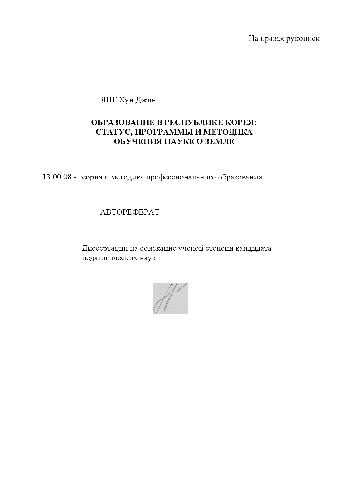 На правах рукописи
ЯНГ Хун Джин
ОБРАЗОВАНИЕ В РЕСПУБЛИКЕ КОРЕЯ:
СТАТУС, ПРОГРАММЫ И МЕТОДИКА
ОБУЧЕНИЯ НАУКЕ О ЗЕМЛЕ
13.00.08 - теория и методика профессионального образования
АВТОРЕФЕРАТ
Диссертации на соискание ученой степени кандидата
педагогических наук